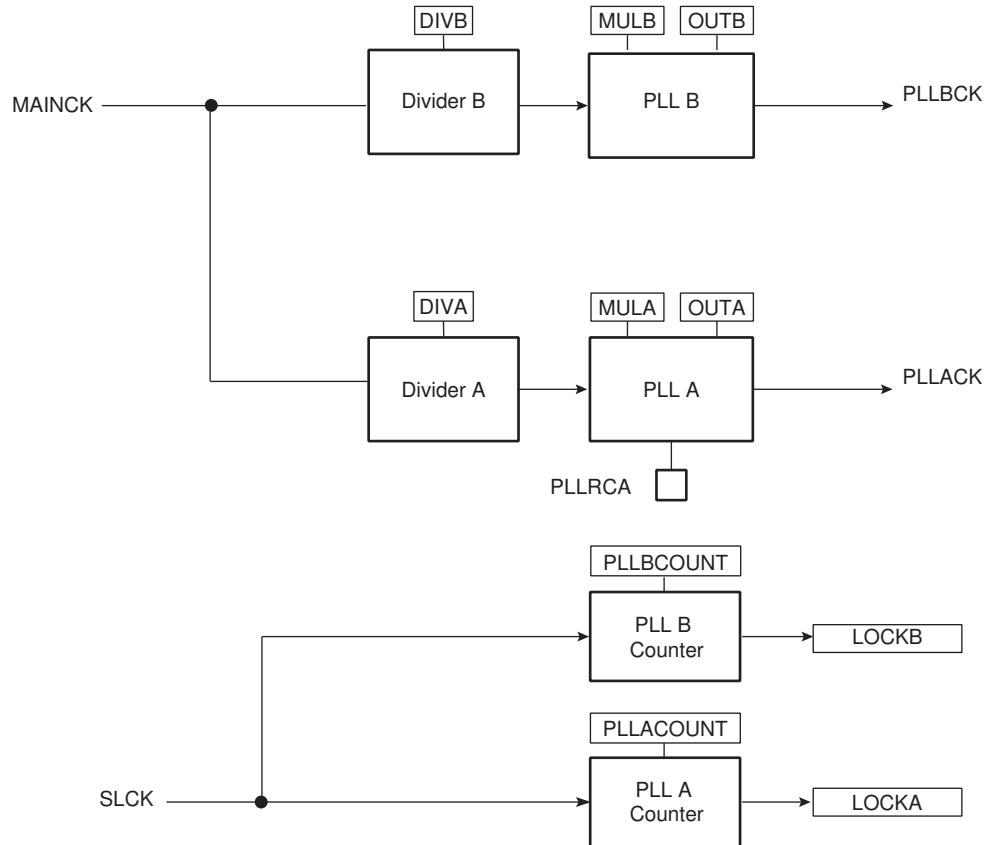 DIVB
MULB
OUTB
MAINCK
Divider B
PLL B
PLLBCK
DIVA
MULA
OUTA
Divider A
PLL A
PLLACK
PLLRCA
PLLBCOUNT
PLL B
Counter
LOCKB
PLLACOUNT
SLCK
PLL A
Counter
LOCKA